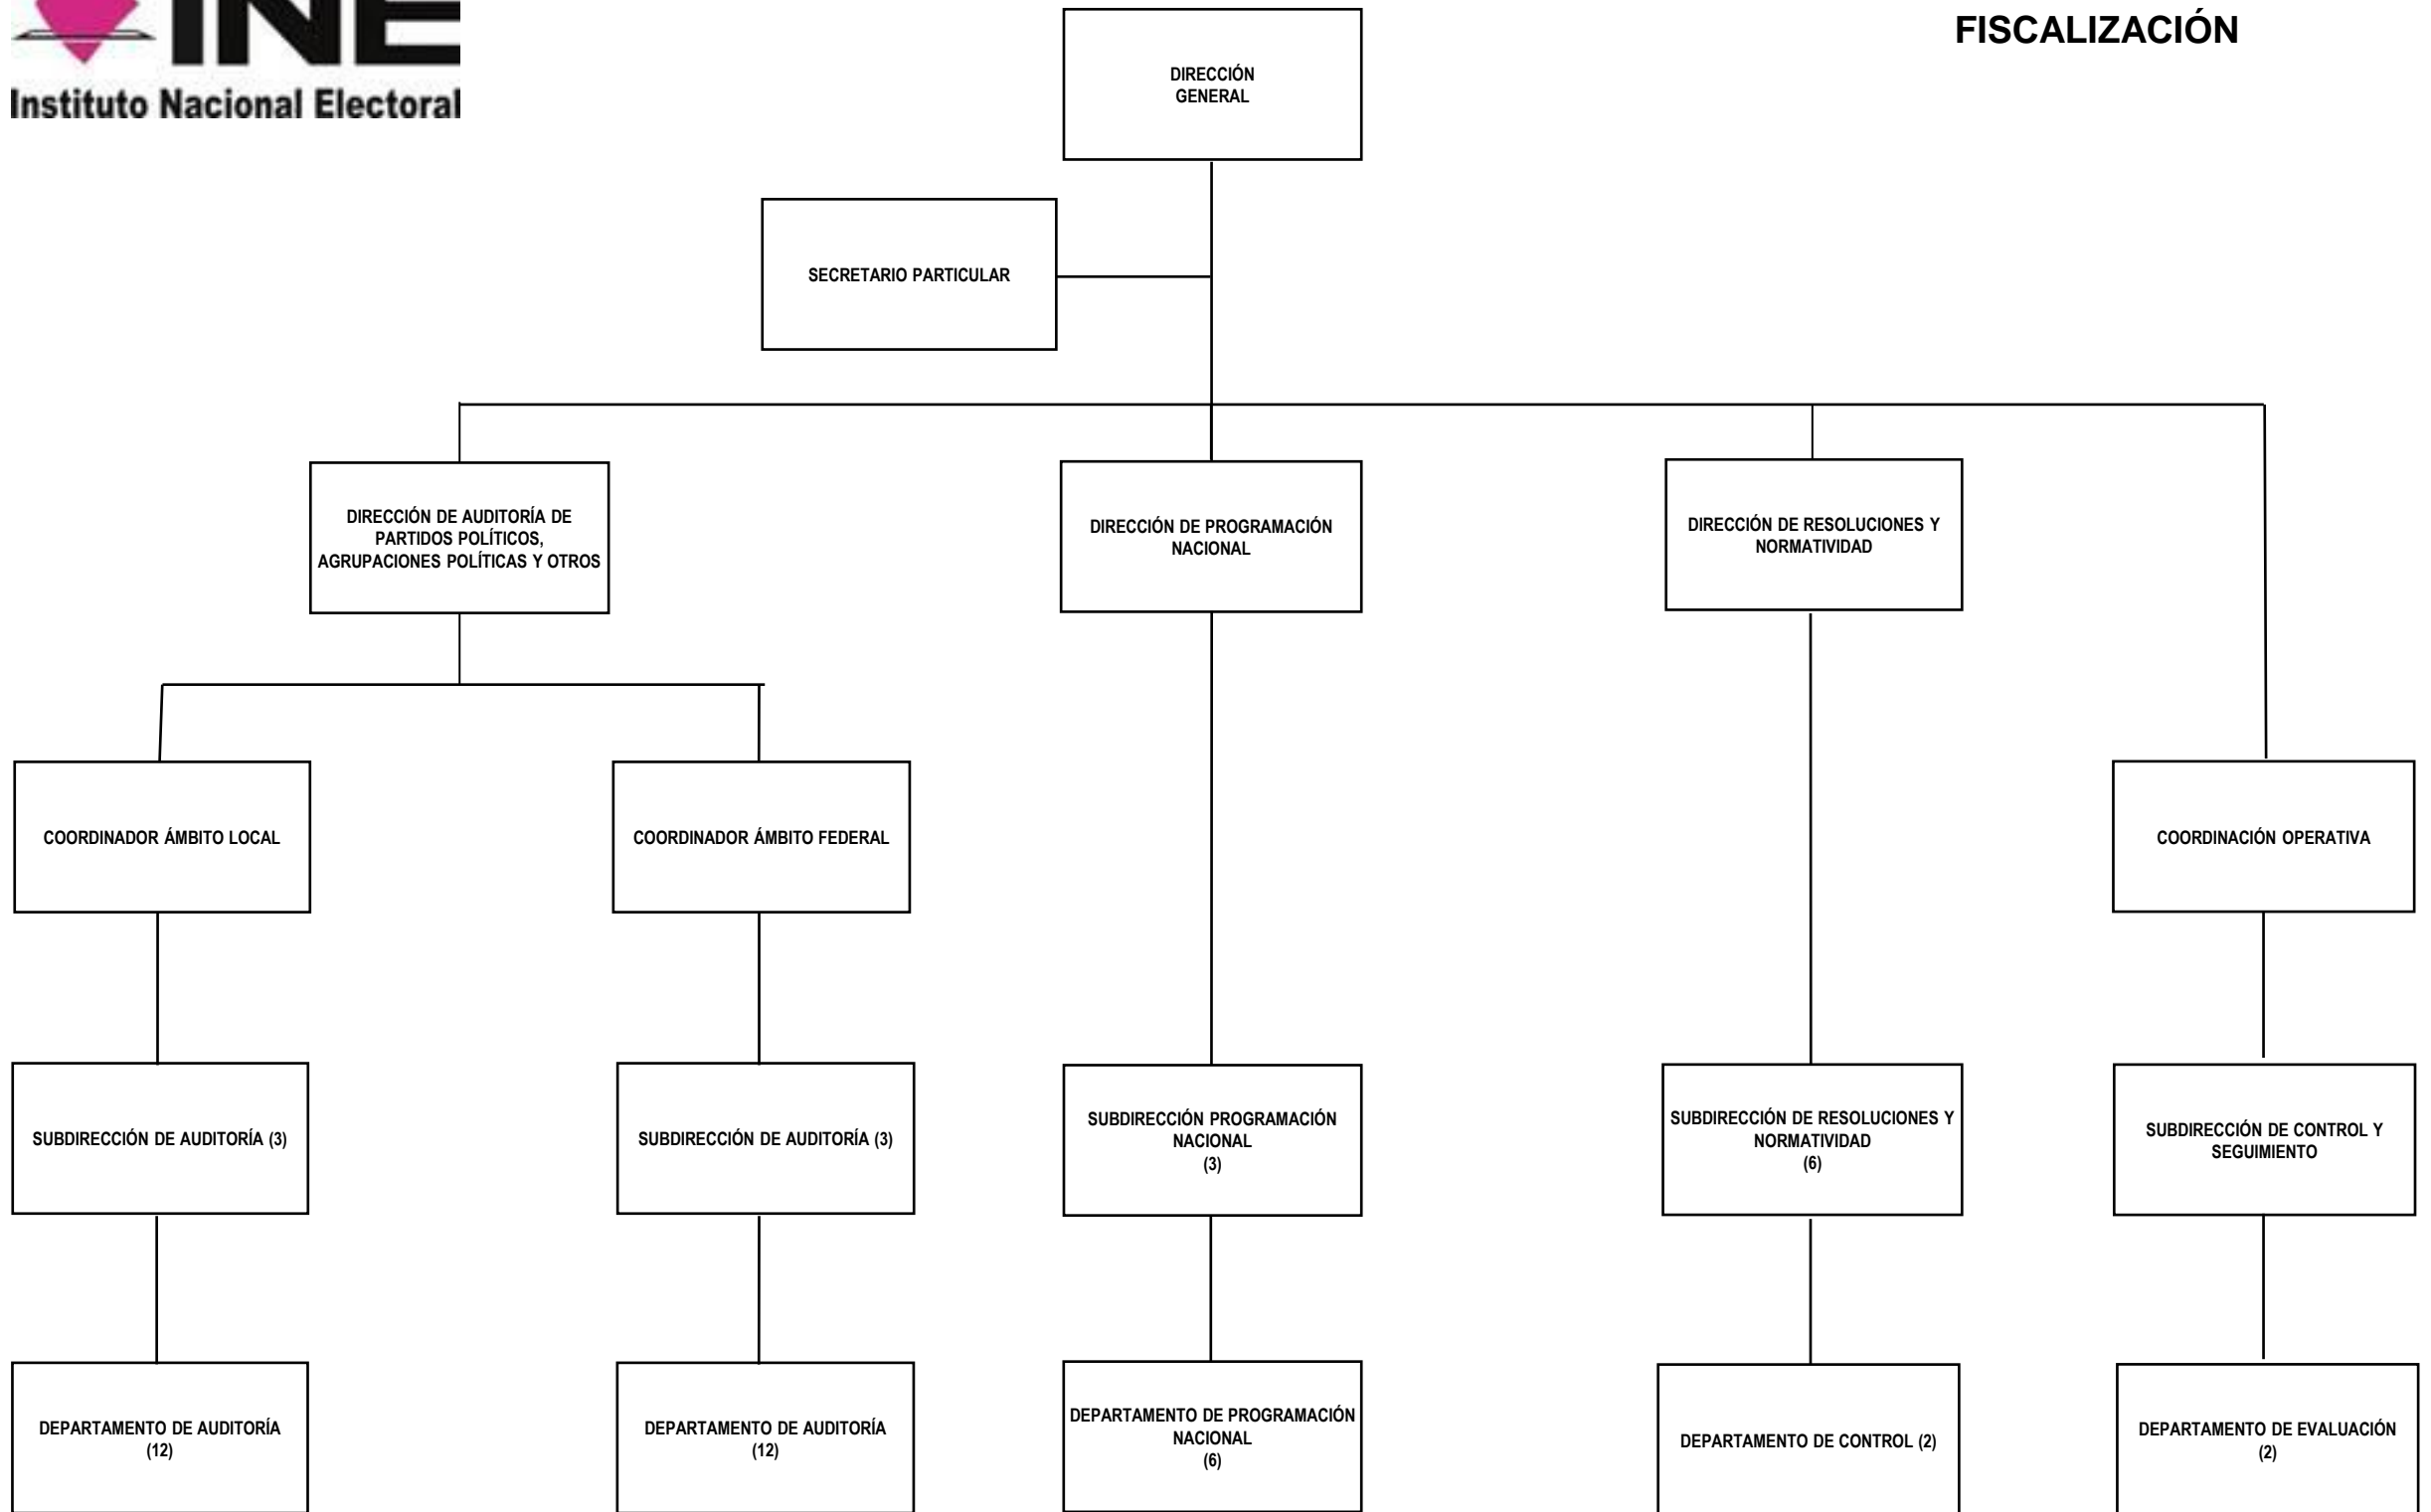 INE
Instituto Nacional Electoral
FISCALIZACIÓN
DIRECCIÓN
GENERAL
SECRETARIO PARTICULAR
DIRECCIÓN DE AUDITORÍA DE
PARTIDOS POLÍTICOS,
AGRUPACIONES POLÍTICAS Y OTROS
DIRECCIÓN DE PROGRAMACIÓN
NACIONAL
DIRECCIÓN DE RESOLUCIONES Y
NORMATIVIDAD
COORDINADOR ÁMBITO LOCAL
COORDINADOR ÁMBITO FEDERAL
COORDINACIÓN OPERATIVA
SUBDIRECCIÓN DE AUDITORÍA (3)
SUBDIRECCIÓN DE AUDITORÍA (3)
SUBDIRECCIÓN PROGRAMACIÓN
NACIONAL
(3)
SUBDIRECCIÓN DE RESOLUCIONES Y
NORMATIVIDAD
(6)
SUBDIRECCIÓN DE CONTROL Y
SEGUIMIENTO
DEPARTAMENTO DE AUDITORÍA
(12)
DEPARTAMENTO DE AUDITORÍA
(12)
DEPARTAMENTO DE PROGRAMACIÓN
NACIONAL
(6)
DEPARTAMENTO DE CONTROL (2)
DEPARTAMENTO DE EVALUACIÓN
(2)